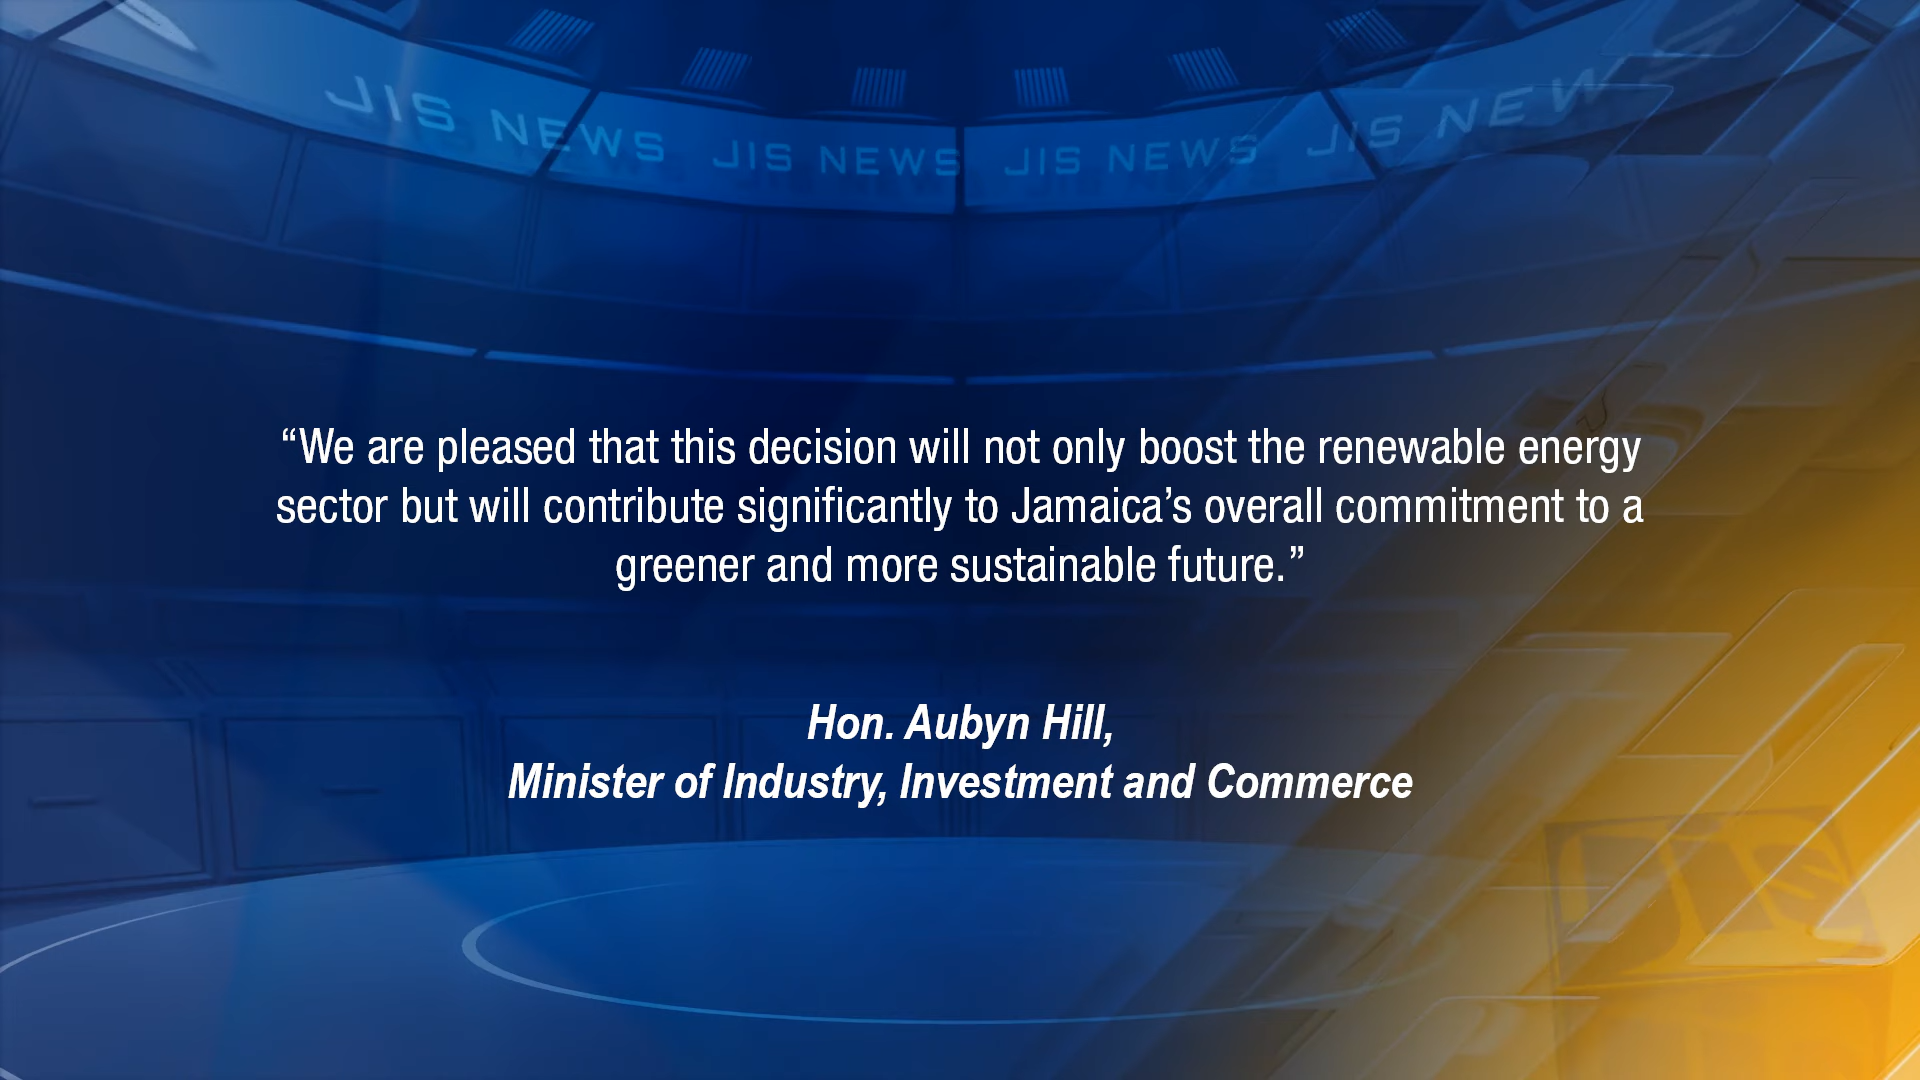 JIS NEWS JIS NEWS JIS NEWS JIS NEWS
“We are pleased that this decision will not only boost the renewable energy
sector but will contribute significantly to Jamaica’s overall commitment to a
greener and more sustainable future.”
Hon. Aubyn Hill,
Minister of Industry, Investment and Commerce
JIS